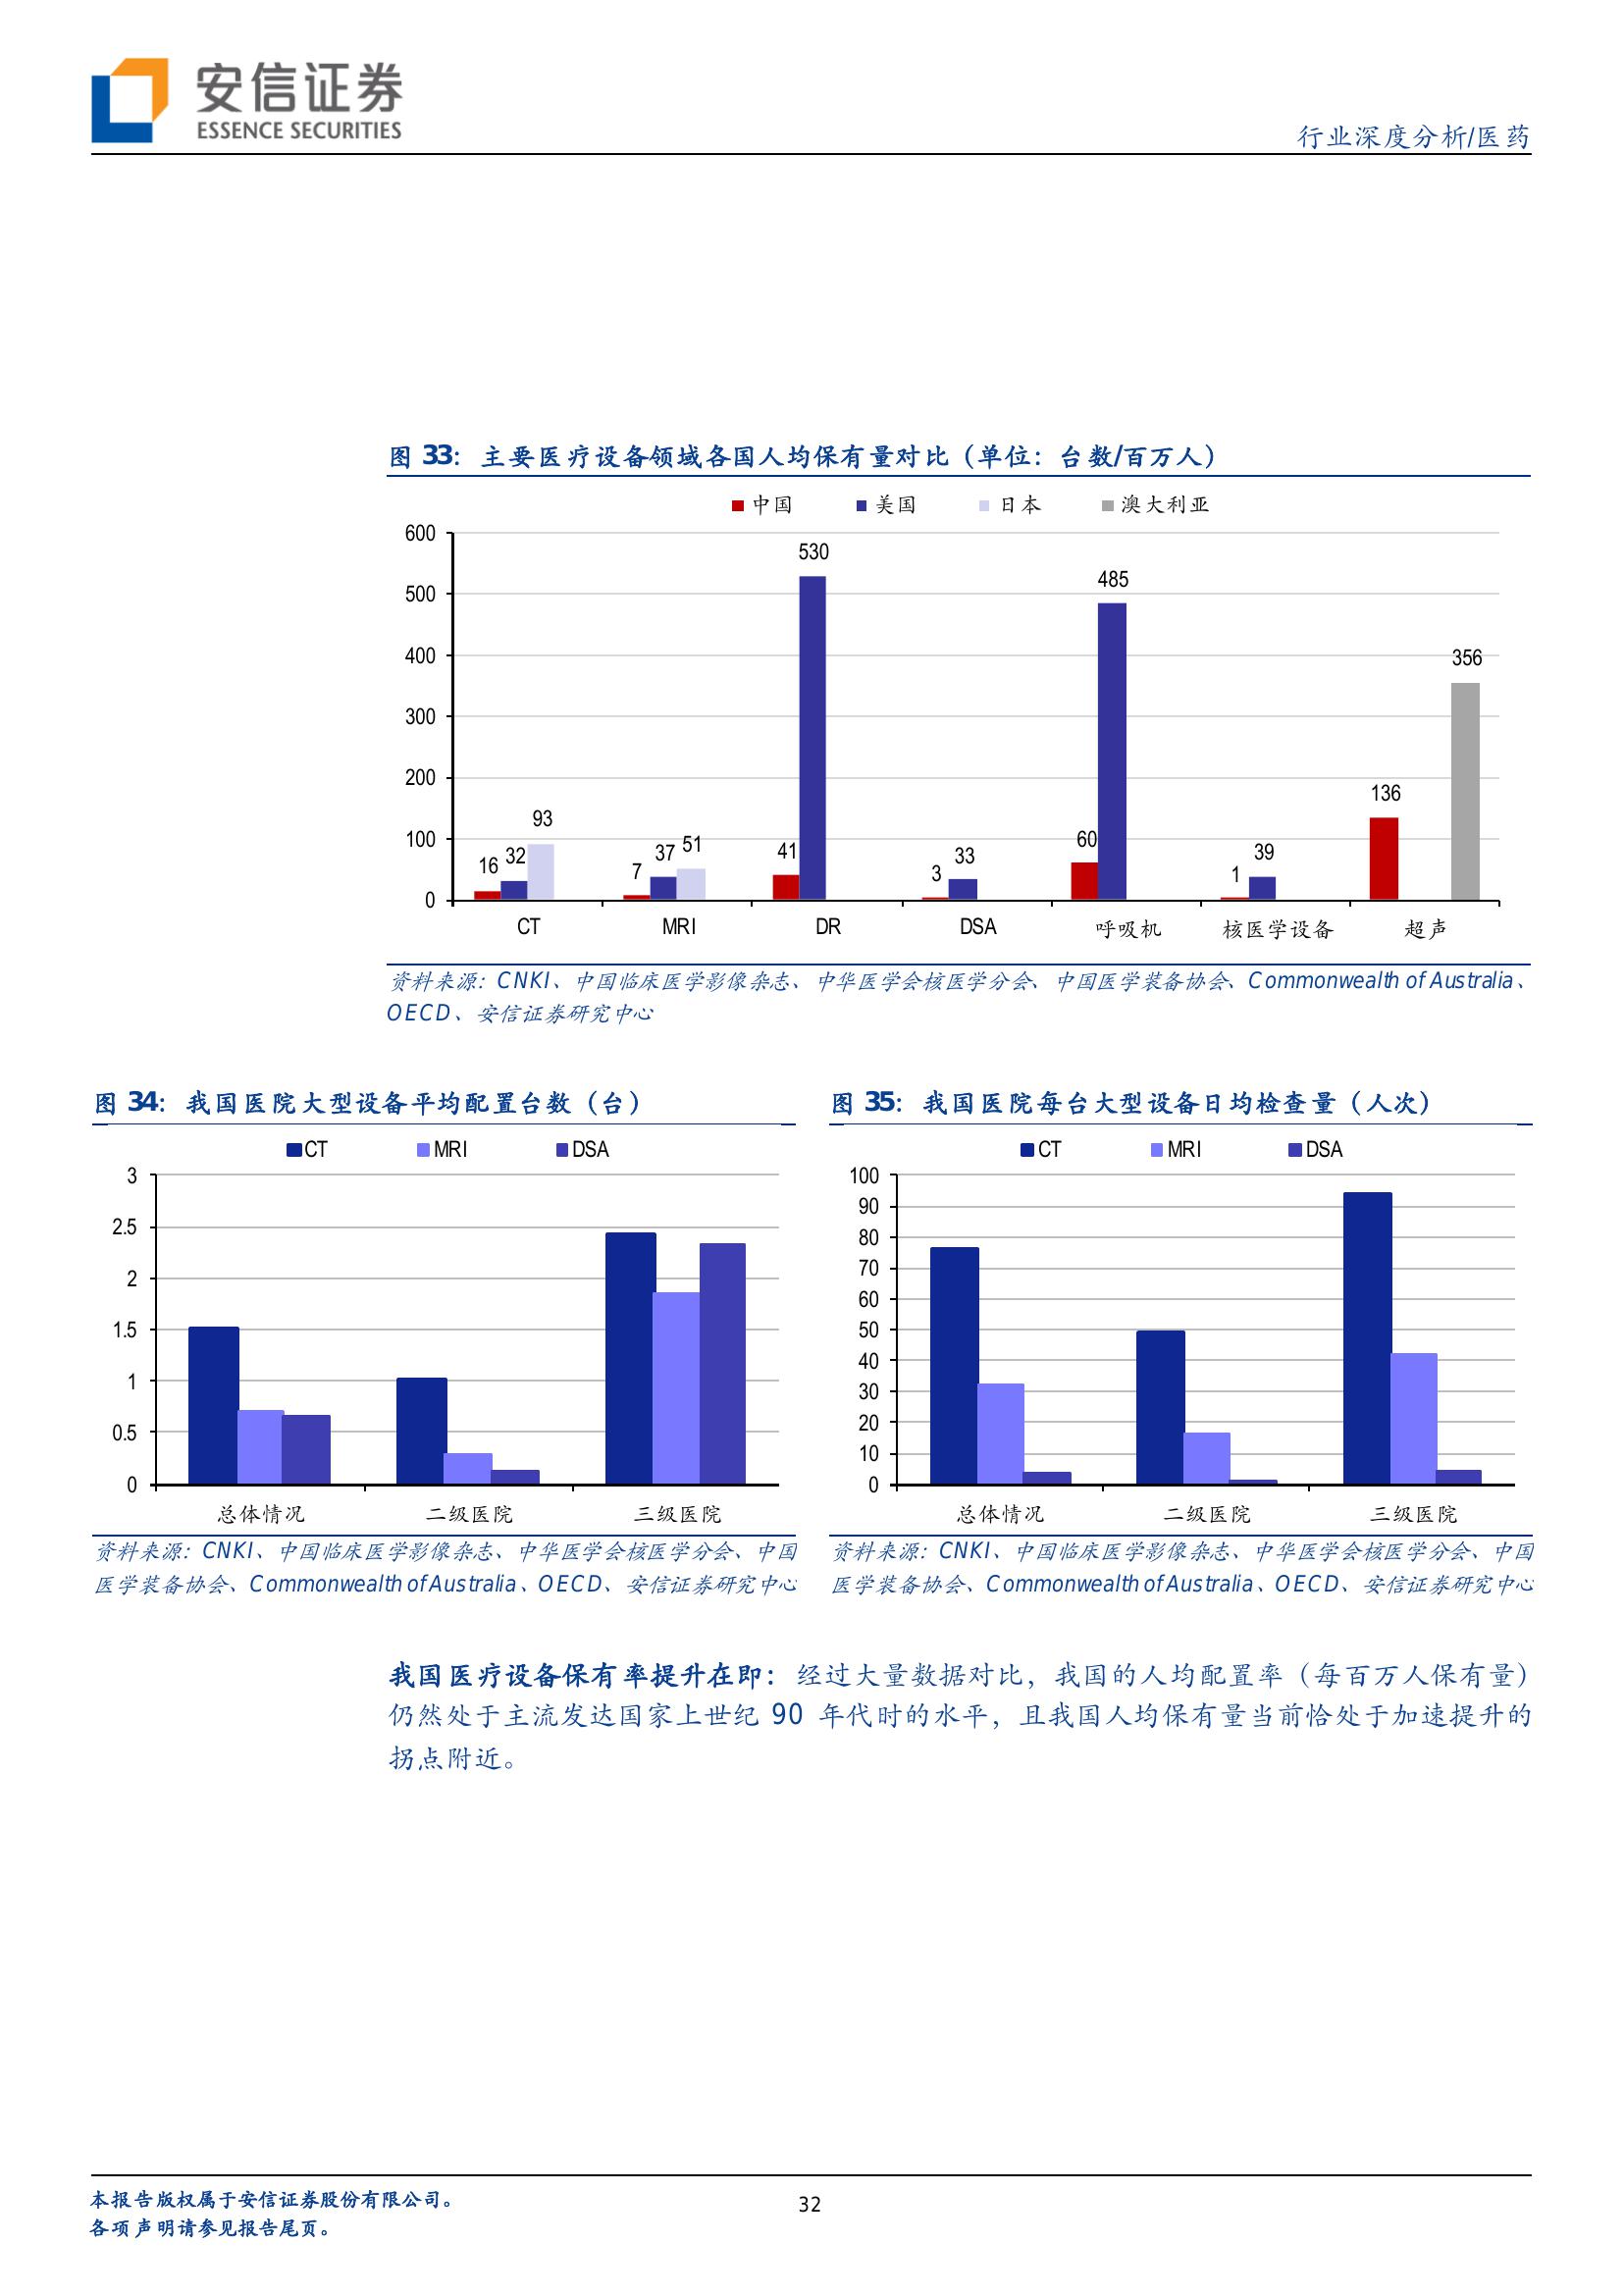 安信证券
ESSENCE SECURITIES
行业深度分析/医药
图 33：主要医疗设备领域各国人均保有量对比（单位：台数/百万人）
中国 美国 日本 澳大利亚
600
500
400
300
200
100
0
16 32 93
7 37 51
41 530
3 33
60 485
1 39
136 356
CT MRI DR DSA 呼吸机 核医学设备 超声
资料来源：CNKI、中国临床医学影像杂志、中华医学会核医学分会、中国医学装备协会、Commonwealth of Australia、
OECD、安信证券研究中心
图 34：我国医院大型设备平均配置台数（台）
CT MRI DSA
3
2.5
2
1.5
1
0.5
0
总体情况 二级医院 三级医院
资料来源：CNKI、中国临床医学影像杂志、中华医学会核医学分会、中国
医学装备协会、Commonwealth of Australia、OECD、安信证券研究中心
图 35：我国医院每台大型设备日均检查量（人次）
CT MRI DSA
100
90
80
70
60
50
40
30
20
10
0
总体情况 二级医院 三级医院
资料来源：CNKI、中国临床医学影像杂志、中华医学会核医学分会、中国
医学装备协会、Commonwealth of Australia、OECD、安信证券研究中心
我国医疗设备保有率提升在即：经过大量数据对比，我国的人均配置率（每百万人保有量）
仍然处于主流发达国家上世纪 90 年代时的水平，且我国人均保有量当前恰处于加速提升的
拐点附近。
本报告版权属于安信证券股份有限公司。
各项声明请参见报告尾页。
32